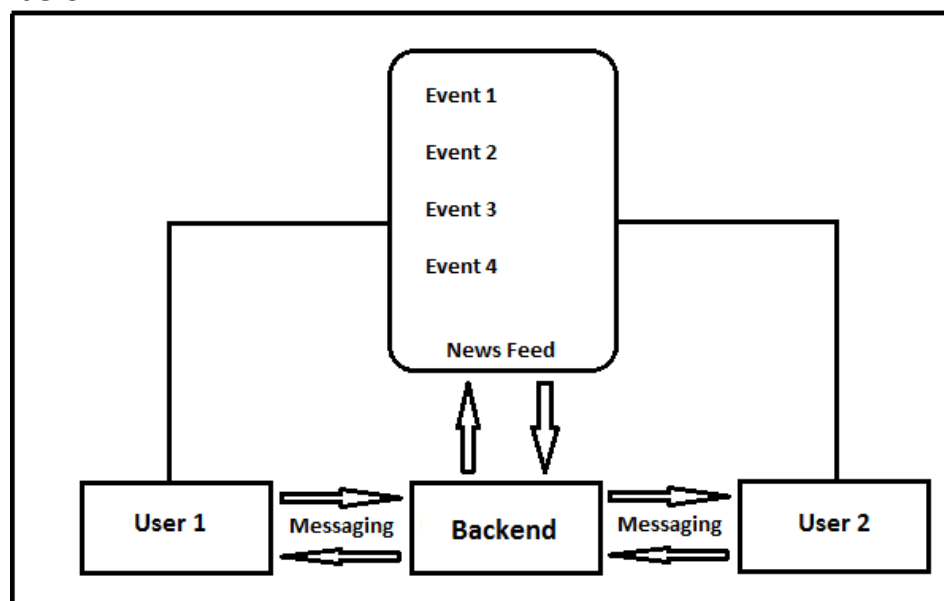 Event 1
Event 2
Event 3
Event 4
News Feed
User 1
Messaging
Backend
Messaging
User 2